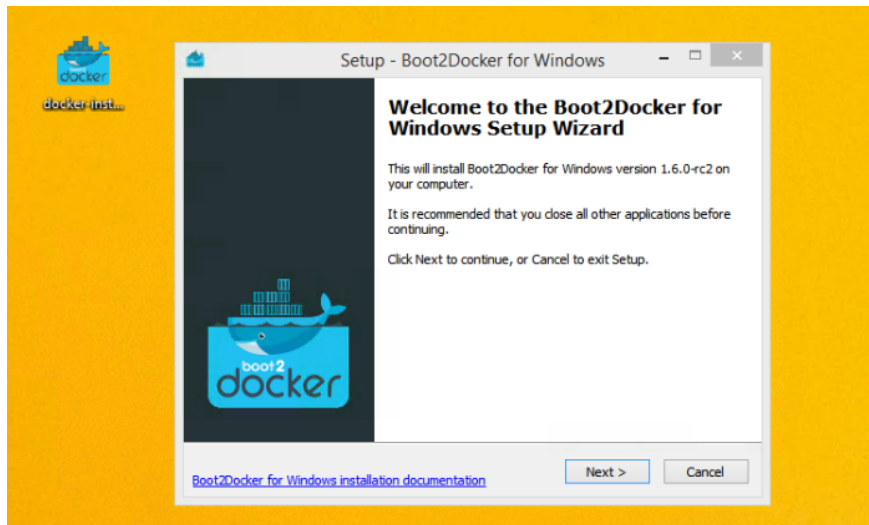 docker
docker-inst...
Setup - Boot2Docker for Windows
Welcome to the Boot2Docker for
Windows Setup Wizard
This will install Boot2Docker for Windows version 1.6.0-rc2 on
your computer.
It is recommended that you close all other applications before
continuing.
Click Next to continue, or Cancel to exit Setup.
boot2
docker
Boot2Docker for Windows installation documentation
Next >
Cancel